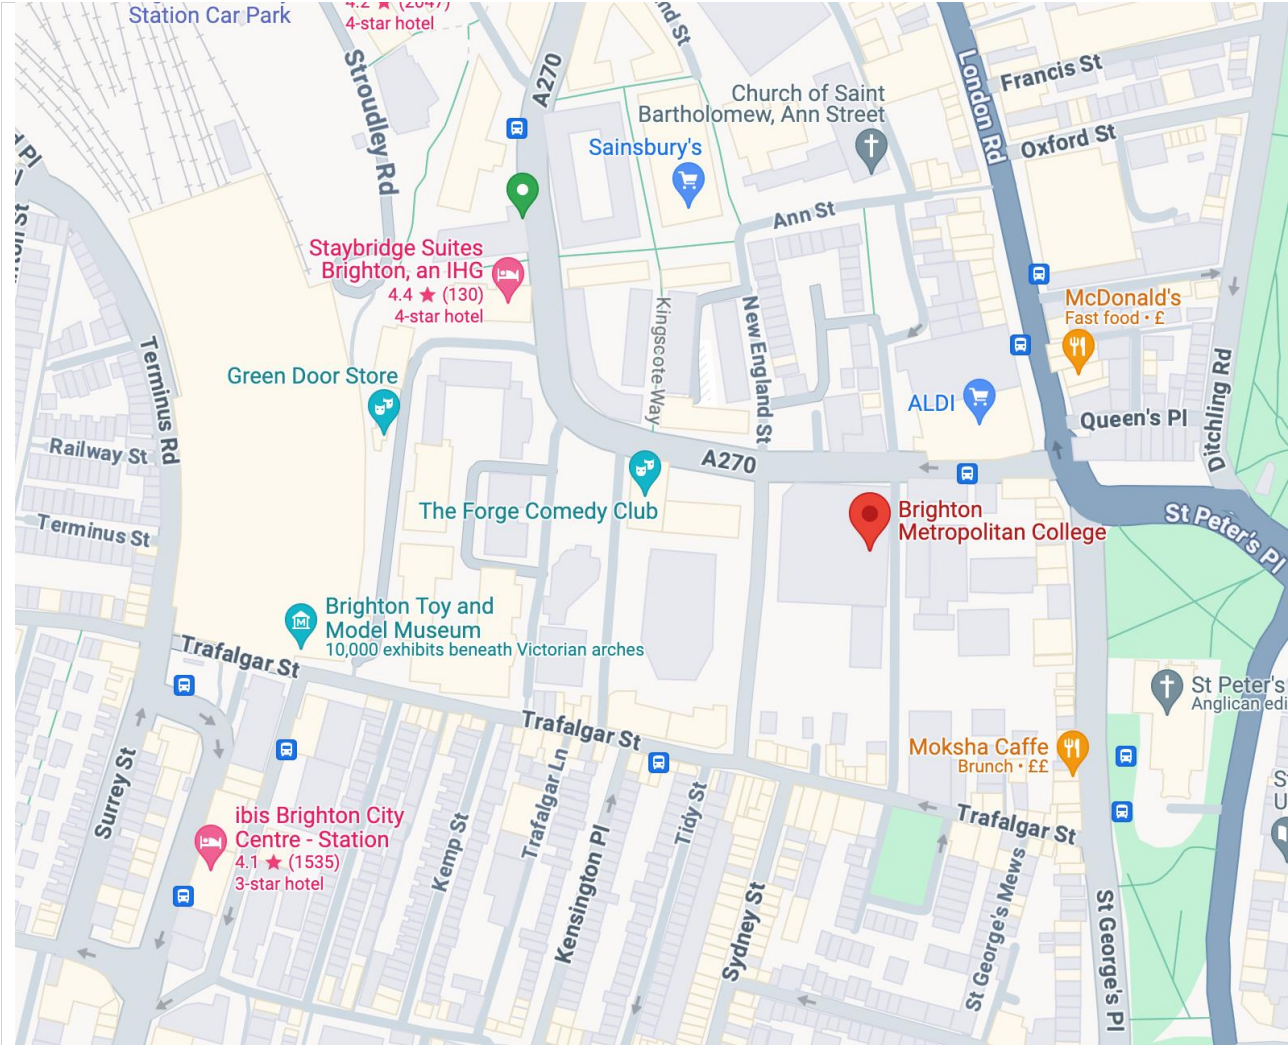 Station Car Park
4.2 ★ (2047)
4-star hotel
Stroudley Rd
A270
London Rd
Francis St
Oxford St
Church of Saint
Bartholomew, Ann Street
Sainsbury's
Ann St
Staybridge Suites
Brighton, an IHG
4.4 ★ (130)
4-star hotel
McDonald's
Fast food • £
Kingscote Way
New England St
Terminus Rd
Green Door Store
ALDI
Queen's Pl
Ditchling Rd
Railway St
A270
The Forge Comedy Club
Brighton
Metropolitan College
St Peter's Pl
Terminus St
Brighton Toy and
Model Museum
10,000 exhibits beneath Victorian arches
Trafalgar St
St Peter's
Anglican edi
Trafalgar St
Moksha Caffe
Brunch • ££
Surrey St
ibis Brighton City
Centre - Station
4.1 ★ (1535)
3-star hotel
Kemp St
Trafalgar Ln
Kensington Pl
Tidy St
Sydney St
Trafalgar St
St George's Mews
St George's Pl